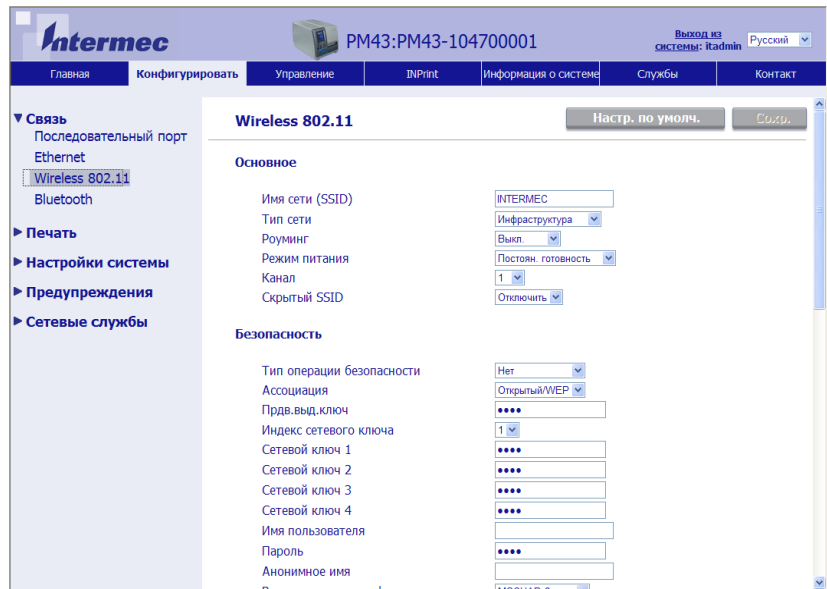 Intermec
PM43:PM43-104700001
Выход из
системы: itadmin
Русский
Главная
Конфигурировать
Управление
INPrint
Информация о системе
Службы
Контакт
Связь
Последовательный порт
Ethernet
Wireless 802.11
Bluetooth
Печать
Настройки системы
Предупреждения
Сетевые службы
Wireless 802.11
Настр. по умолч.
Сохр.
Основное
Имя сети (SSID) INTERMEC
Тип сети Инфраструктура
Роуминг Выкл.
Режим питания Постоян. готовность
Канал 1
Скрытый SSID Отключить
Безопасность
Тип операции безопасности Нет
Ассоциация Открытый/WEP
Прдв.выд.ключ ••••
Индекс сетевого ключа 1
Сетевой ключ 1 ••••
Сетевой ключ 2 ••••
Сетевой ключ 3 ••••
Сетевой ключ 4 ••••
Имя пользователя
Пароль ••••
Анонимное имя